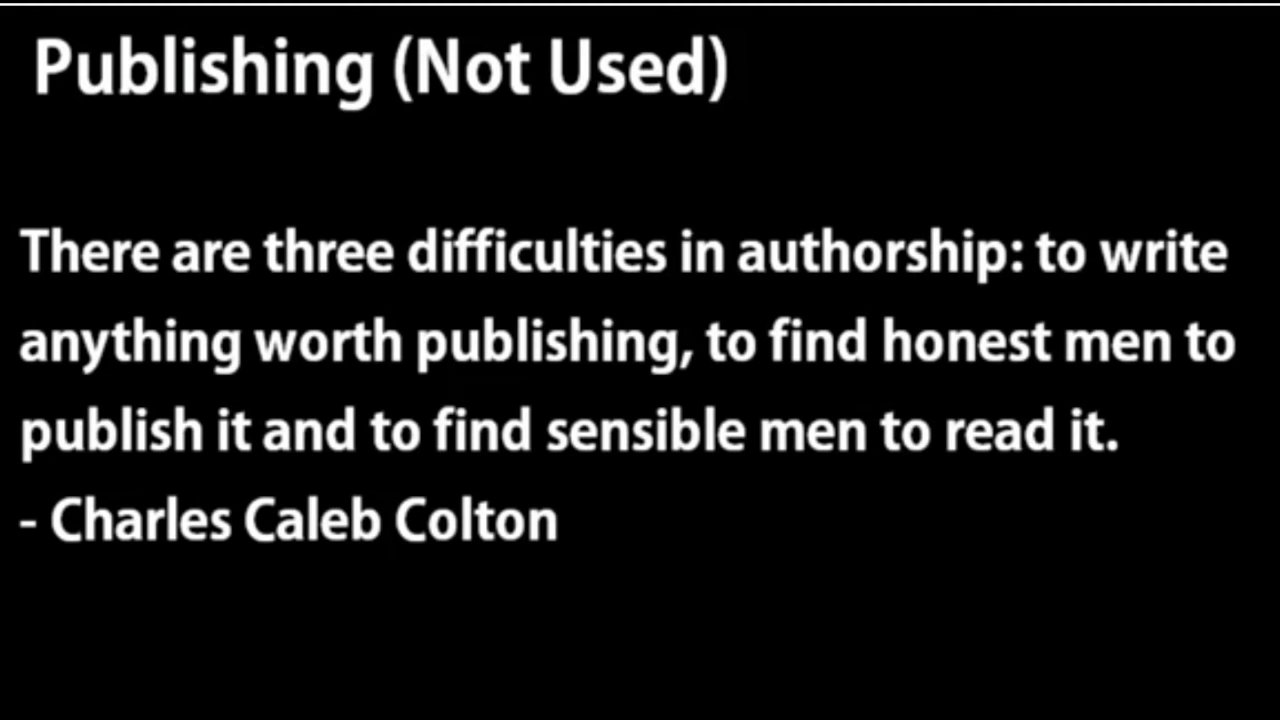 Publishing (Not Used)
There are three difficulties in authorship: to write
anything worth publishing, to find honest men to
publish it and to find sensible men to read it.
- Charles Caleb Colton